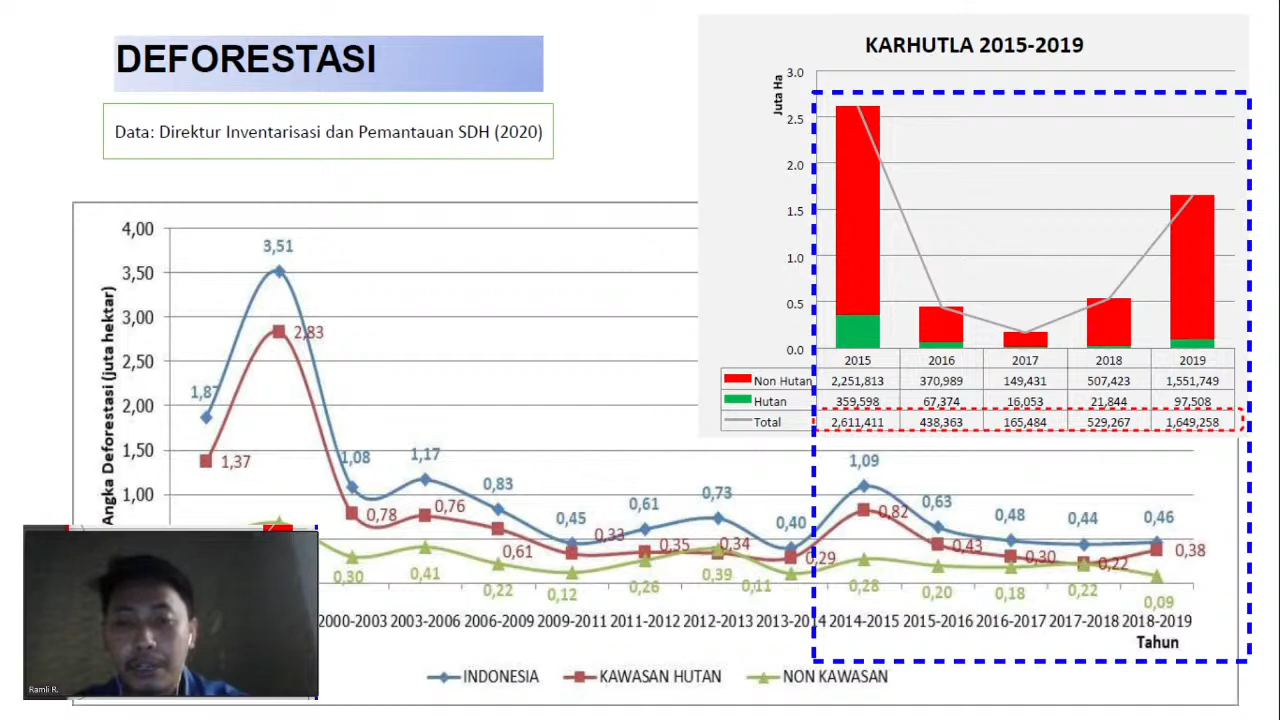 DEFORESTASI
Data: Direktur Inventarisasi dan Pemantauan SDH (2020)
KARHUTLA 2015-2019
Juta Ha
3.0
2.5
2.0
1.5
1.0
0.5
0.0
2015 2016 2017 2018 2019
Non Hutan 2,251,813 370,989 149,431 507,423 1,551,749
Hutan 359,598 67,374 16,053 21,844 97,508
Total 2,611,411 438,363 165,484 529,267 1,649,258
Angka Deforestasi (juta hektar)
4,00
3,50
3,00
2,50
2,00
1,50
1,00
1,87 3,51 1,08 1,17 0,83 0,45 0,61 0,73 0,40 1,09 0,63 0,48 0,44 0,46
1,37 2,83 0,78 0,76 0,61 0,33 0,35 0,34 0,29 0,82 0,43 0,30 0,22 0,38
0,30 0,41 0,22 0,12 0,26 0,39 0,11 0,28 0,20 0,18 0,22 0,09
2000-2003 2003-2006 2006-2009 2009-2011 2011-2012 2012-2013 2013-2014 2014-2015 2015-2016 2016-2017 2017-2018 2018-2019
Tahun
INDONESIA KAWASAN HUTAN NON KAWASAN
Ramli R.